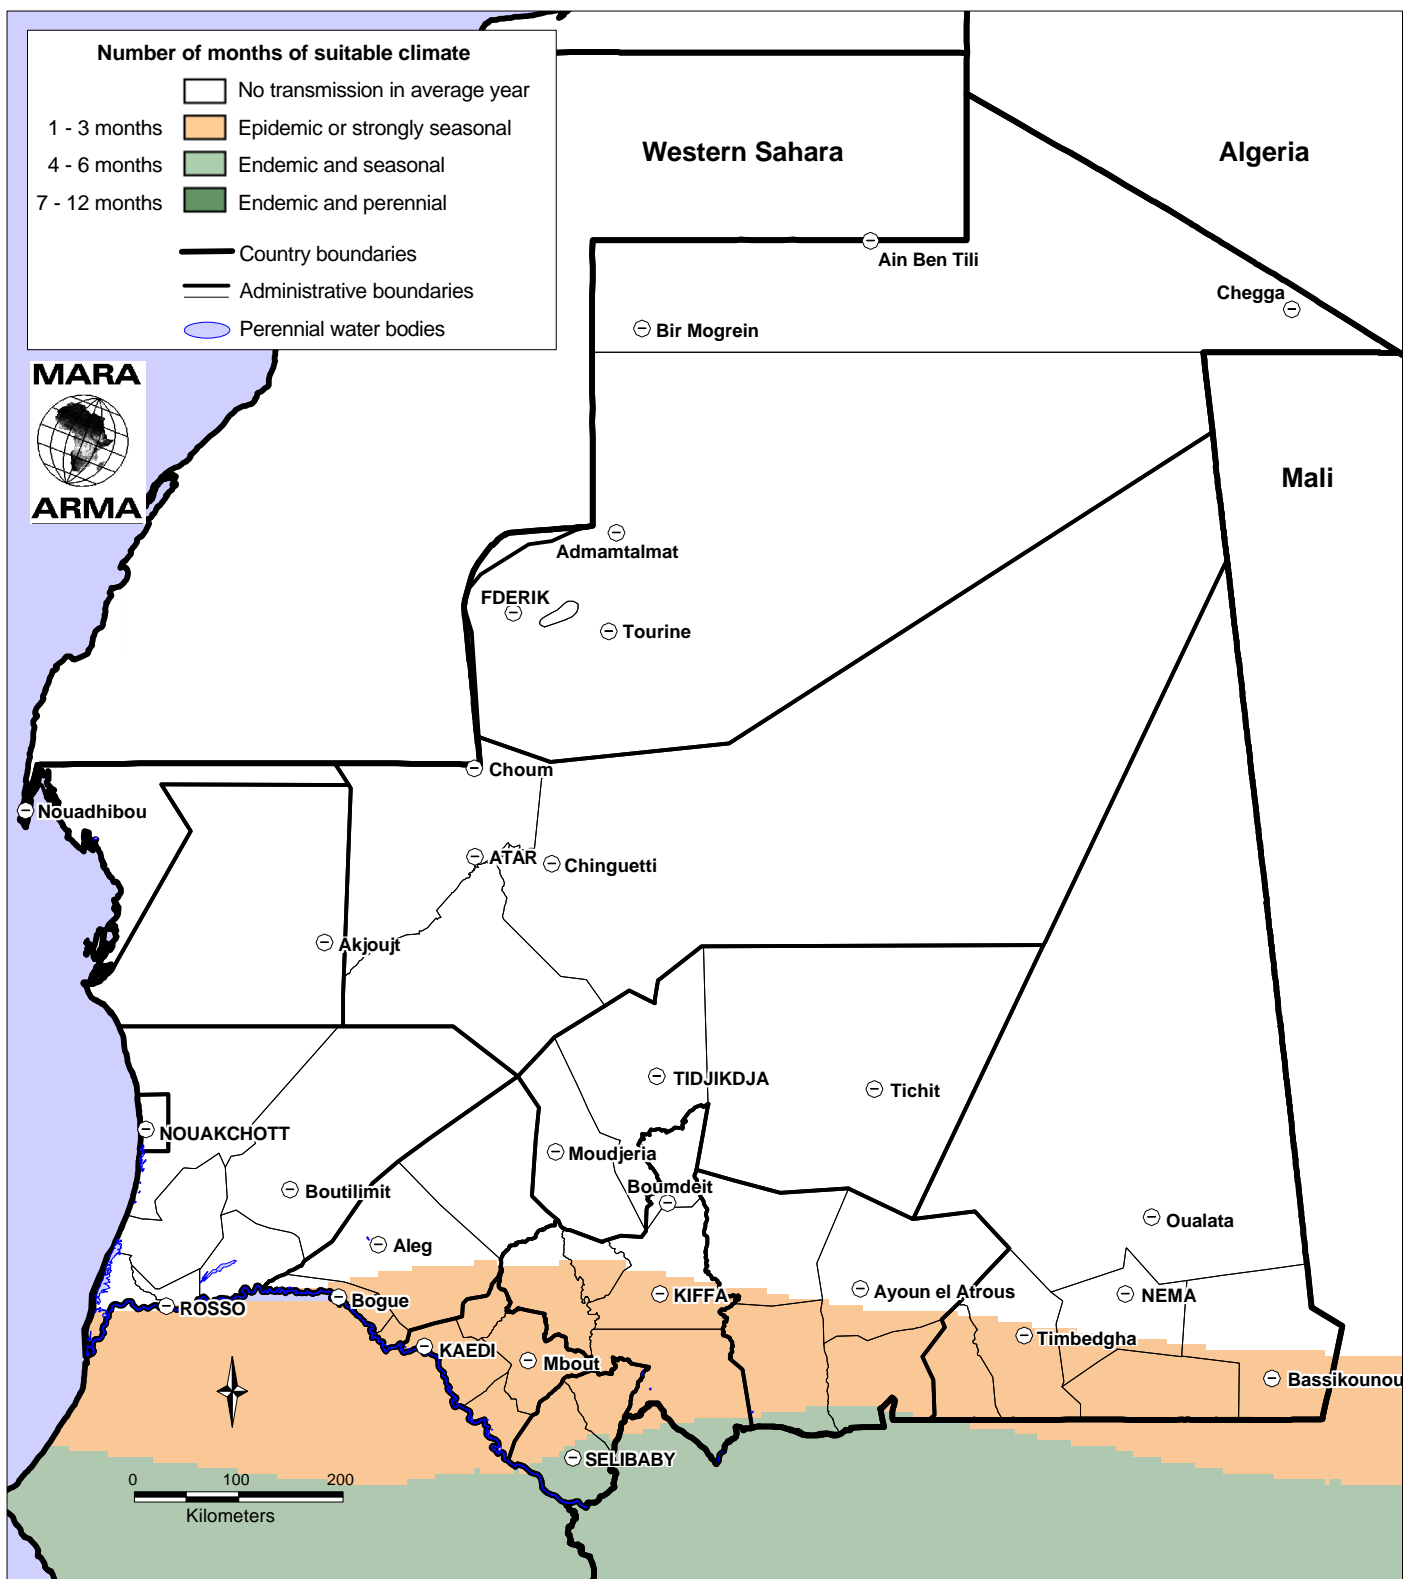 Number of months of suitable climate
No transmission in average year
1 - 3 months Epidemic or strongly seasonal
4 - 6 months Endemic and seasonal
7 - 12 months Endemic and perennial
Country boundaries
Administrative boundaries
Perennial water bodies
MARA
ARMA
Western Sahara
Algeria
Ain Ben Tili
Chegga
Bir Mogrein
Mali
Admamtalmat
FDERIK
Tourine
Choum
Nouadhibou
ATAR
Chinguetti
Akjoujt
TIDJIKDJA
Tichit
NOUAKCHOTT
Moudjeria
Boutilimit
Boumdeit
Oualata
Aleg
Ayoun el Atrous
KIFFA
NEMA
Bogue
ROSSO
Timbedgha
KAEDI
Mbout
Bassikounou
SELIBABY
0 100 200
Kilometers